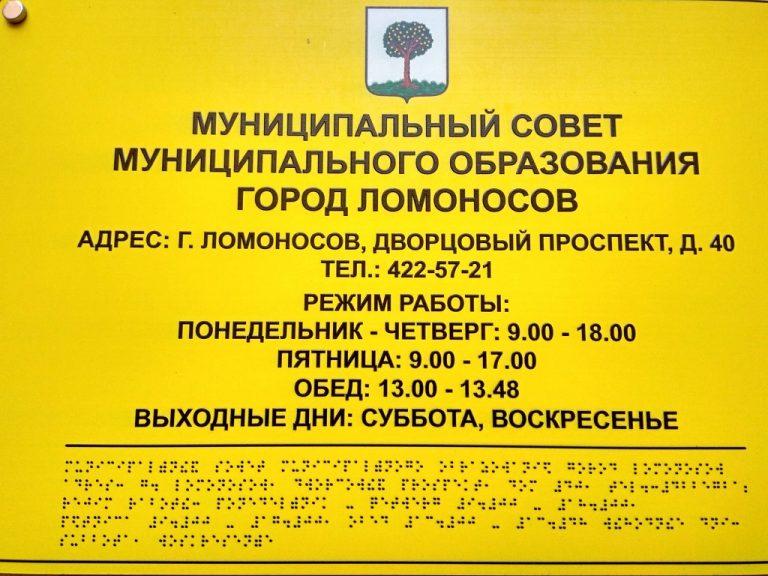 МУНИЦИПАЛЬНЫЙ СОВЕТ
МУНИЦИПАЛЬНОГО ОБРАЗОВАНИЯ
ГОРОД ЛОМОНОСОВ
АДРЕС: Г. ЛОМОНОСОВ, ДВОРЦОВЫЙ ПРОСПЕКТ, Д. 40
ТЕЛ.: 422-57-21
РЕЖИМ РАБОТЫ:
ПОНЕДЕЛЬНИК - ЧЕТВЕРГ: 9.00 - 18.00
ПЯТНИЦА: 9.00 - 17.00
ОБЕД: 13.00 - 13.48
ВЫХОДНЫЕ ДНИ: СУББОТА, ВОСКРЕСЕНЬЕ